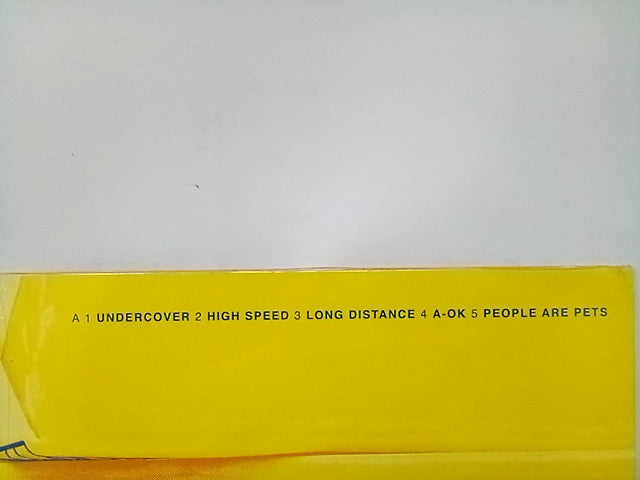 A 1 UNDERCOVER 2 HIGH SPEED 3 LONG DISTANCE 4 A-OK 5 PEOPLE ARE PETS